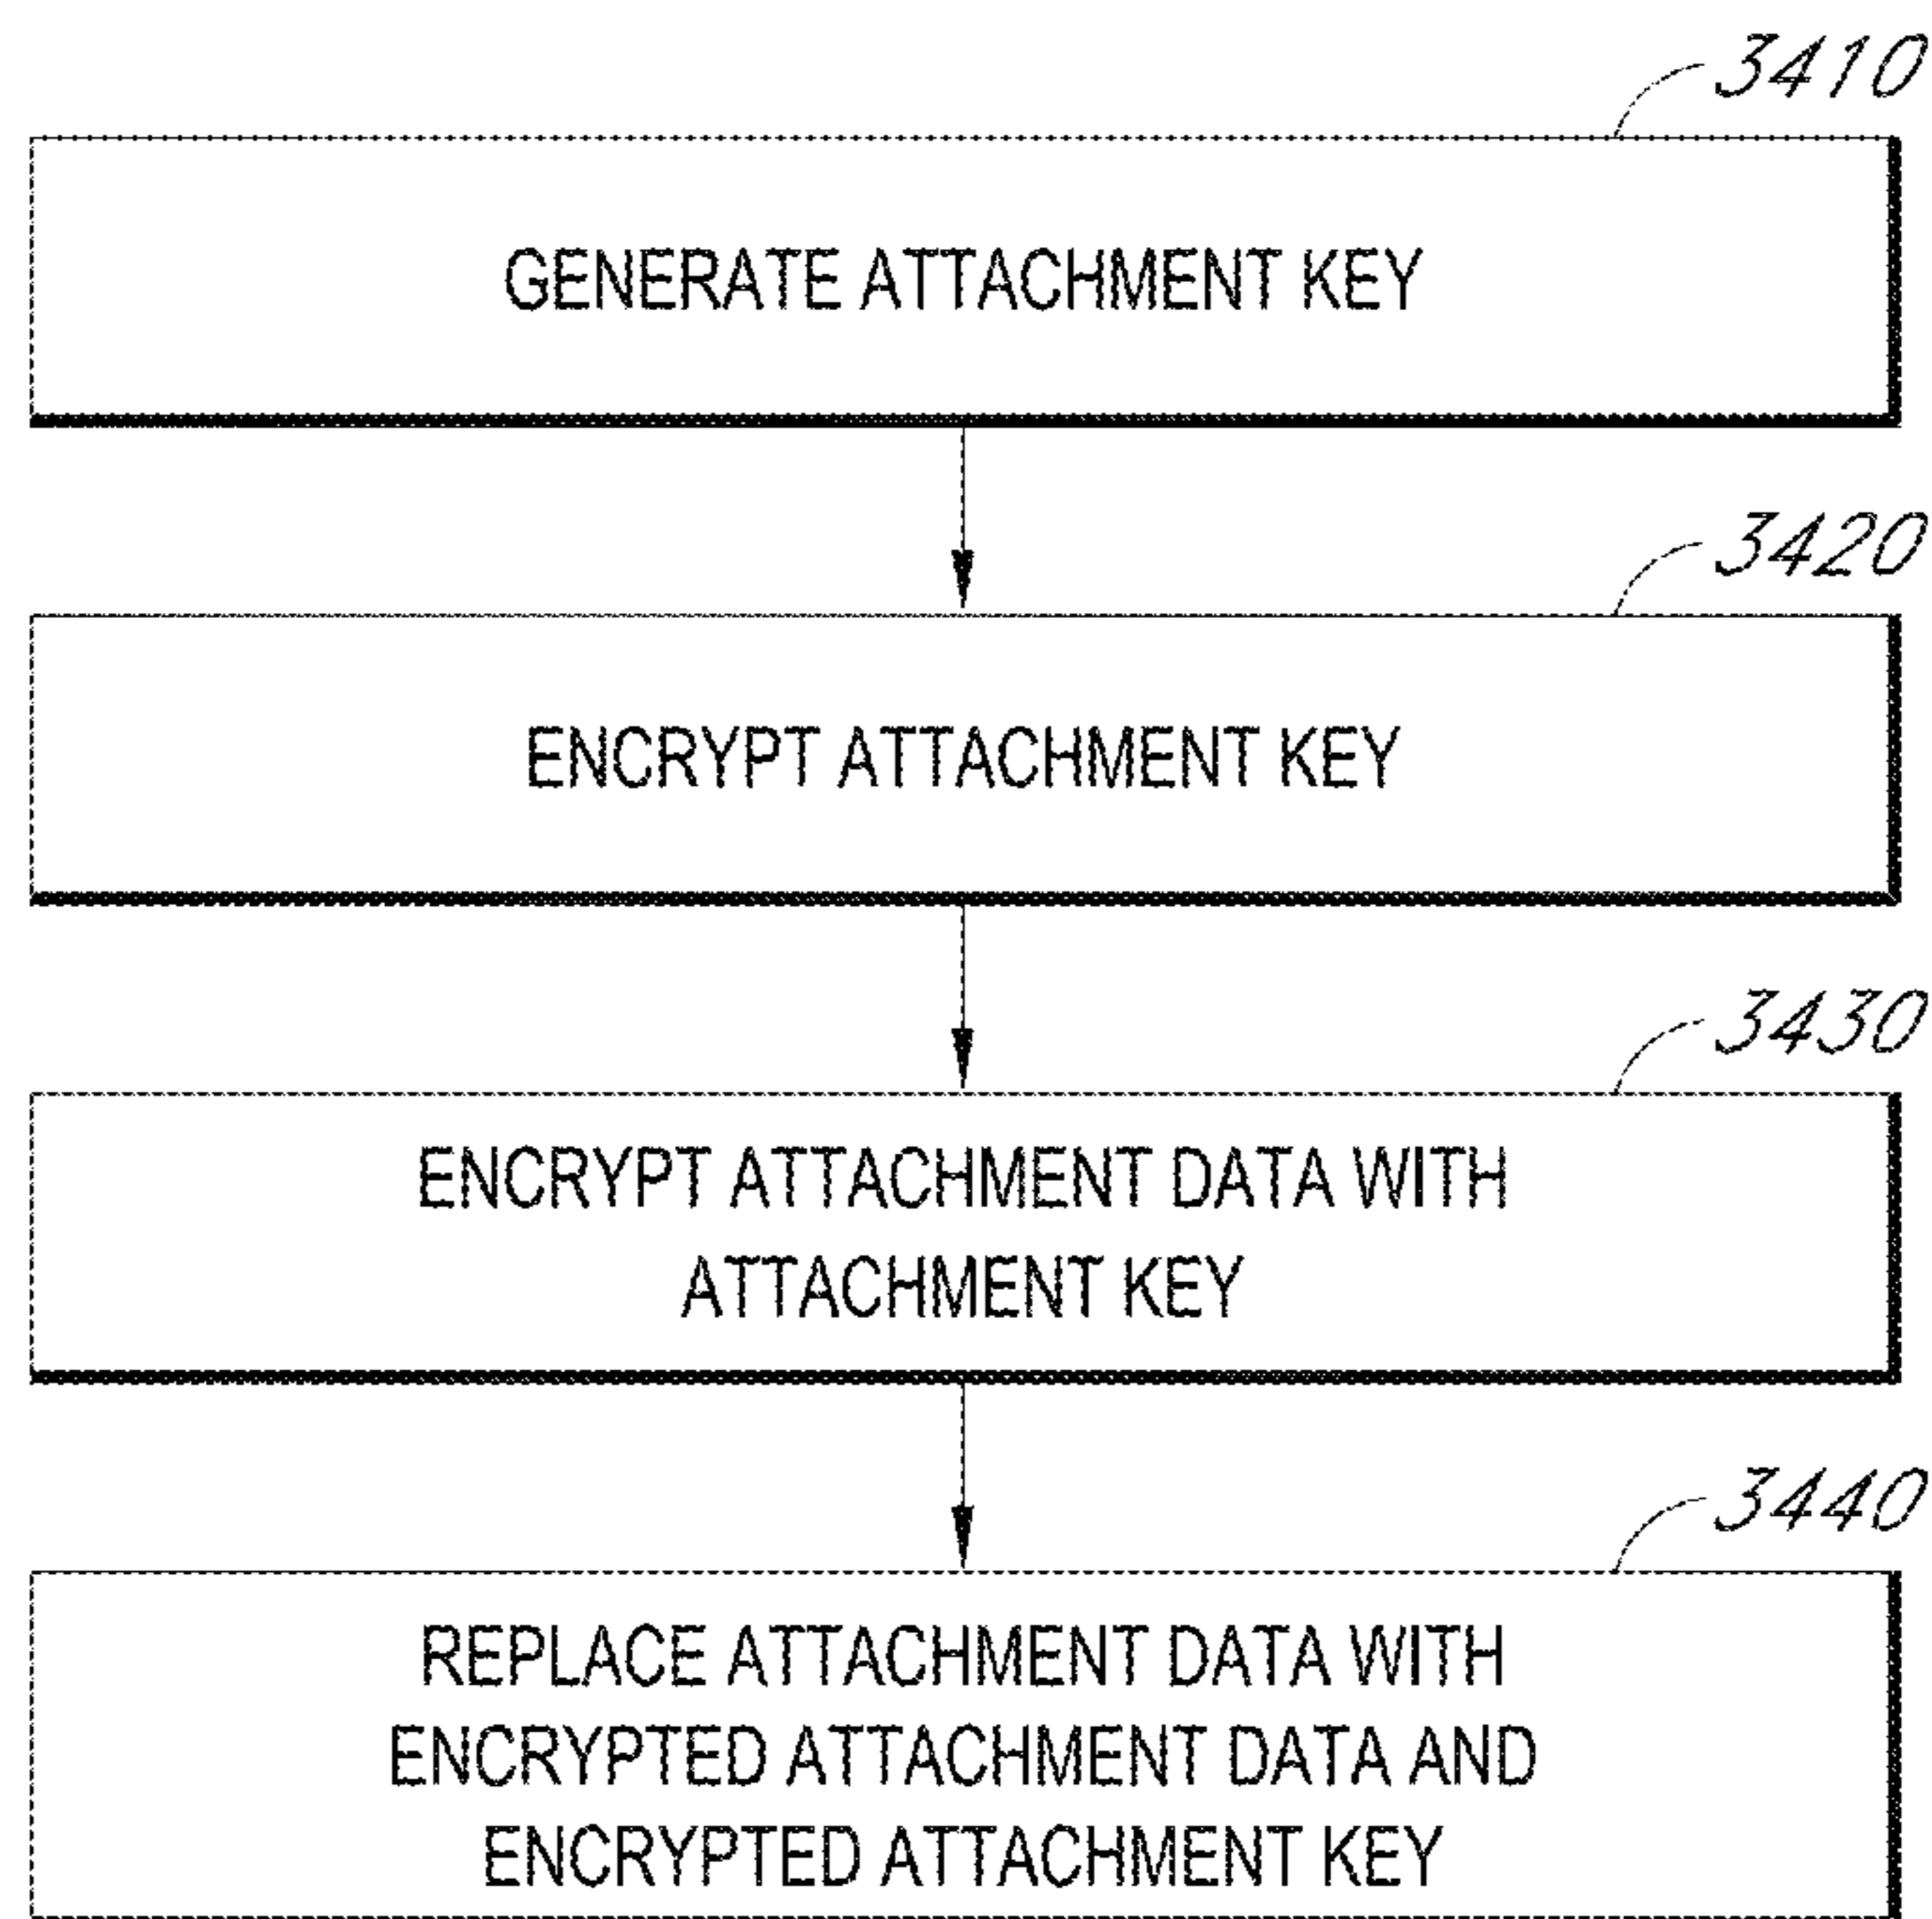 3410
GENERATE ATTACHMENT KEY
3420
ENCRYPT ATTACHMENT KEY
3430
ENCRYPT ATTACHMENT DATA WITH
ATTACHMENT KEY
3440
REPLACE ATTACHMENT DATA WITH
ENCRYPTED ATTACHMENT DATA AND
ENCRYPTED ATTACHMENT KEY